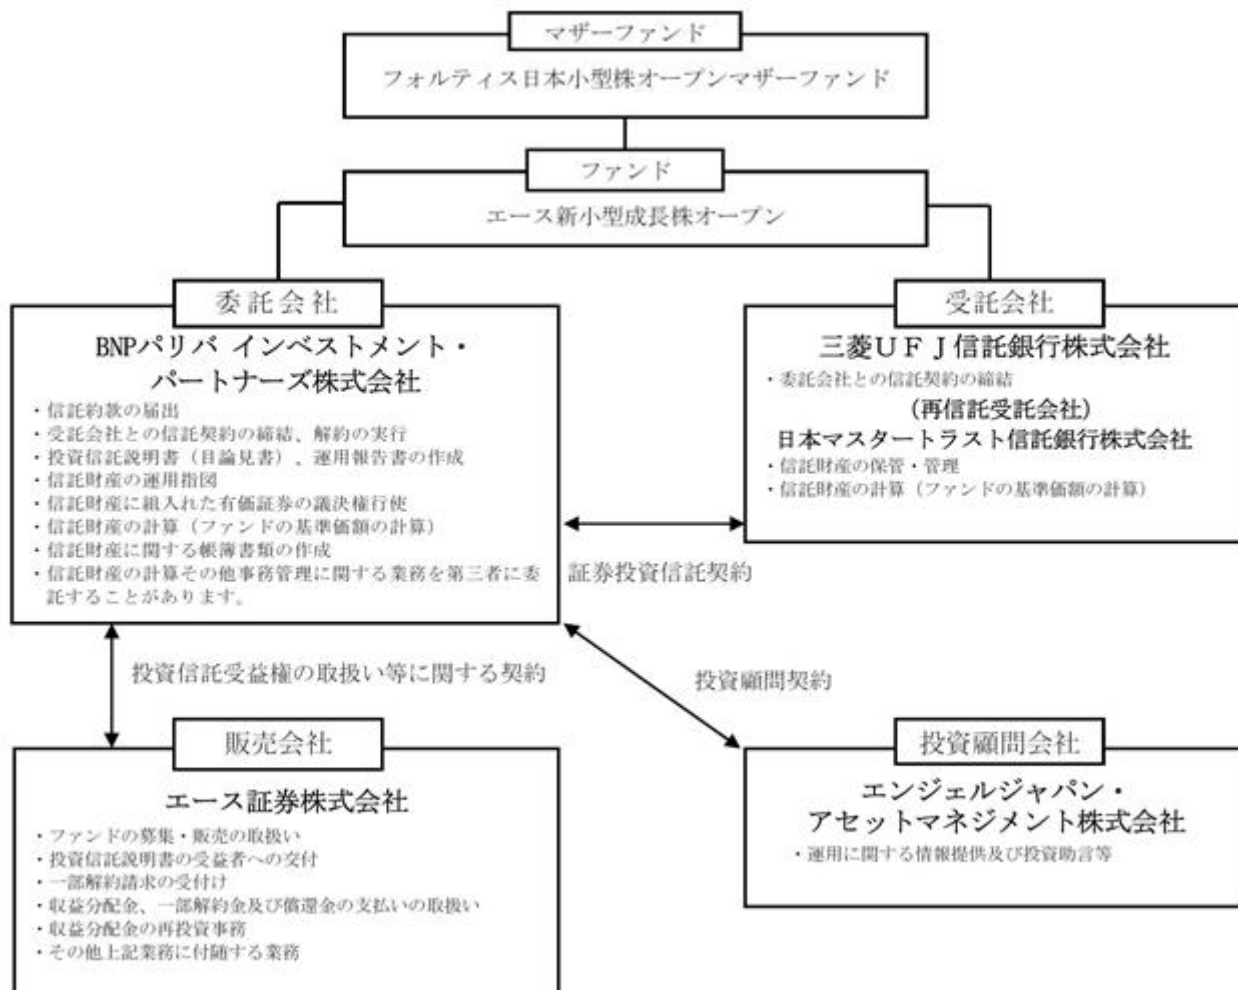 マザーファンド
フォルティス日本小型株オープンマザーファンド
ファンド
エース新小型成長株オープン
委託会社
BNPパリバ インベストメント・
パートナーズ株式会社
・信託約款の届出
・受託会社との信託契約の締結、解約の実行
・投資信託説明書（目論見書）、運用報告書の作成
・信託財産の運用指図
・信託財産に組入れた有価証券の議決権行使
・信託財産の計算（ファンドの基準価額の計算）
・信託財産に関する帳簿書類の作成
・信託財産の計算その他事務管理に関する業務を第三者に委
託することがあります。
受託会社
三菱ＵＦＪ信託銀行株式会社
・委託会社との信託契約の締結
（再信託受託会社）
日本マスタートラスト信託銀行株式会社
・信託財産の保管・管理
・信託財産の計算（ファンドの基準価額の計算）
証券投資信託契約
投資信託受益権の取扱い等に関する契約
投資顧問契約
販売会社
エース証券株式会社
・ファンドの募集・販売の取扱い
・投資信託説明書の受益者への交付
・一部解約請求の受付け
・収益分配金、一部解約金及び償還金の支払いの取扱い
・収益分配金の再投資事務
・その他上記業務に付随する業務
投資顧問会社
エンジェルジャパン・
アセットマネジメント株式会社
・運用に関する情報提供及び投資助言等